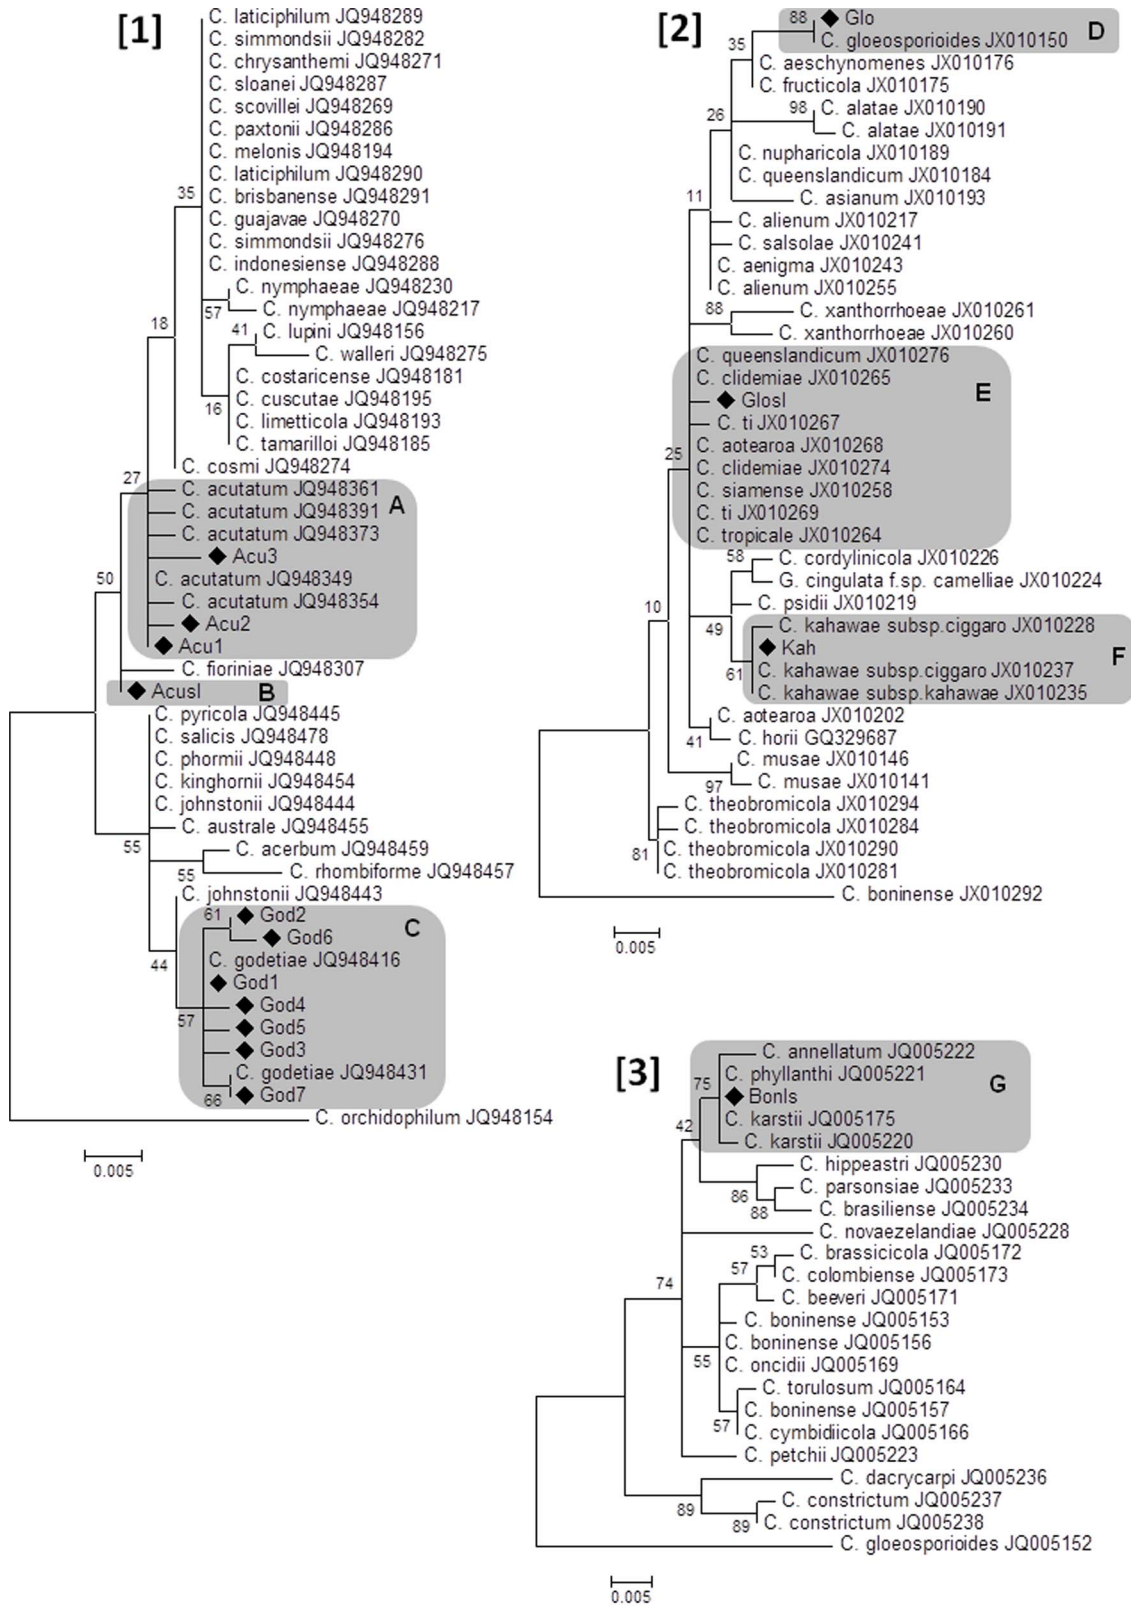 [1]
C. laticiphilum JQ948289
C. simmondsii JQ948282
C. chrysanthemi JQ948271
C. sloanei JQ948287
C. scovillei JQ948269
C. paxtonii JQ948286
C. melonis JQ948194
C. laticiphilum JQ948290
35
C. brisbanense JQ948291
C. guajavae JQ948270
C. simmondsii JQ948276
C. indonesiense JQ948288
C. nymphaeae JQ948230
57
C. nymphaeae JQ948217
18
41
C. lupini JQ948156
C. walleri JQ948275
C. costaricense JQ948181
C. cuscutae JQ948195
16
C. limetticola JQ948193
C. tamarilloi JQ948185
C. cosmi JQ948274
27
C. acutatum JQ948361
A
C. acutatum JQ948391
C. acutatum JQ948373
Acu3
50
C. acutatum JQ948349
C. acutatum JQ948354
Acu2
Acu1
C. fioriniae JQ948307
Acusl
B
C. pyricola JQ948445
C. salicis JQ948478
C. phormii JQ948448
C. kinghornii JQ948454
C. johnstonii JQ948444
C. australe JQ948455
55
C. acerbum JQ948459
55
C. rhombiforme JQ948457
C. johnstonii JQ948443
61
God2
C
God6
C. godetiae JQ948416
44
God1
God4
57
God5
God3
C. godetiae JQ948431
66
God7
C. orchidophilum JQ948154
0.005
[2]
88
Glo
D
C. gloeosporioides JX010150
35
C. aeschynomenes JX010176
C. fructicola JX010175
26
98
C. alatae JX010190
C. alatae JX010191
C. nupharicola JX010189
C. queenslandicum JX010184
11
C. asianum JX010193
C. alienum JX010217
C. salsolae JX010241
C. aenigma JX010243
C. alienum JX010255
88
C. xanthorrhoeae JX010261
C. xanthorrhoeae JX010260
C. queenslandicum JX010276
C. clidemiae JX010265
E
Glosl
C. ti JX010267
C. aotearoa JX010268
25
C. clidemiae JX010274
C. siamense JX010258
C. ti JX010269
C. tropicale JX010264
58
C. cordylinicola JX010226
G. cingulata f.sp. camelliae JX010224
10
C. psidii JX010219
49
C. kahawae subsp.ciggaro JX010228
Kah
F
61
C. kahawae subsp.ciggaro JX010237
C. kahawae subsp.kahawae JX010235
C. aotearoa JX010202
41
C. horii GQ329687
C. musae JX010146
97
C. musae JX010141
C. theobromicola JX010294
C. theobromicola JX010284
81
C. theobromicola JX010290
C. theobromicola JX010281
C. boninense JX010292
0.005
[3]
C. annellatum JQ005222
75
C. phyllanthi JQ005221
G
Bonls
42
C. karstii JQ005175
C. karstii JQ005220
C. hippeastri JQ005230
86
C. parsonsiae JQ005233
88
C. brasiliense JQ005234
C. novaezelandiae JQ005228
53
C. brassicicola JQ005172
57
C. colombiense JQ005173
74
C. beeveri JQ005171
C. boninense JQ005153
C. boninense JQ005156
55
C. oncidii JQ005169
C. torulosum JQ005164
C. boninense JQ005157
57
C. cymbidiicola JQ005166
C. petchii JQ005223
C. dacrycarpi JQ005236
89
C. constrictum JQ005237
89
C. constrictum JQ005238
C. gloeosporioides JQ005152
0.005